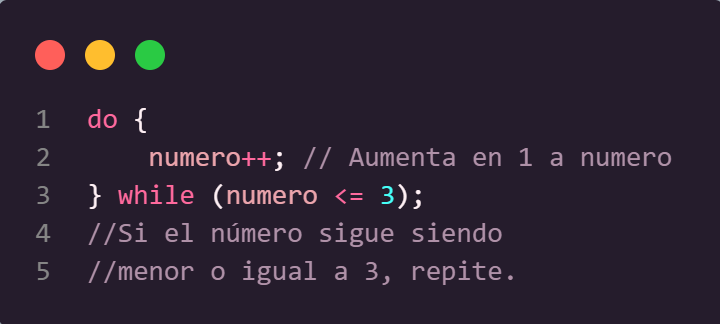 1 do {
2     numero++; // Aumenta en 1 a numero
3 } while (numero <= 3);
4 //Si el número sigue siendo
5 //menor o igual a 3, repite.